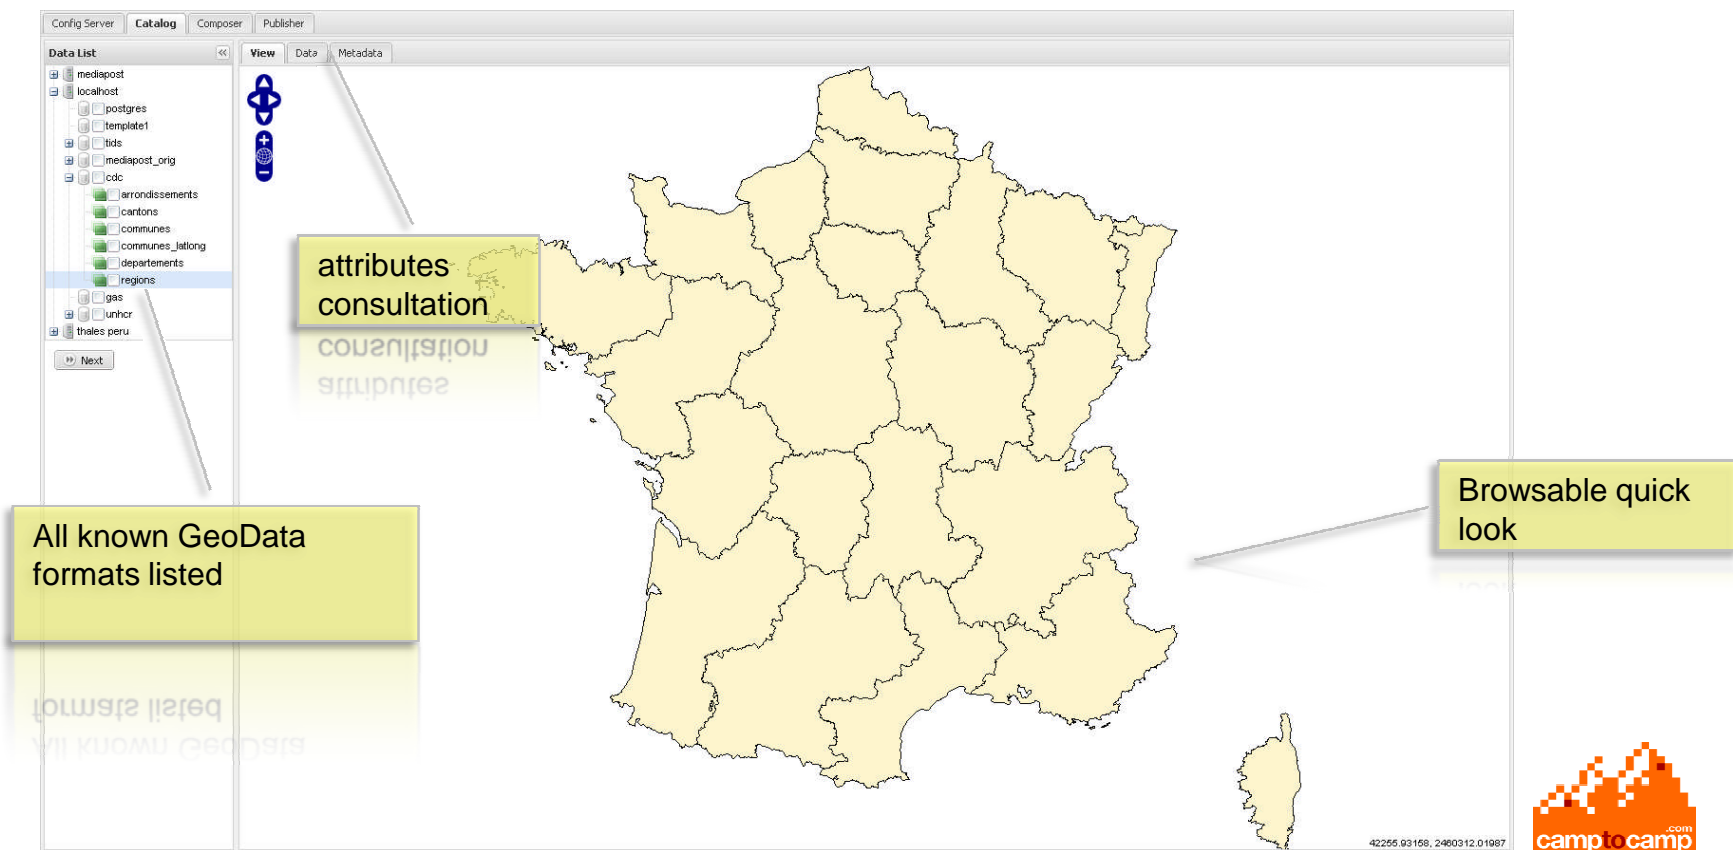 Config Server
Catalog
Composer
Publisher
Data List
View
Data
Metadata
mediapost
localhost
postgres
template1
tids
mediapost_orig
cdc
arrondissements
cantons
communes
communes_latlong
departements
regions
gas
unhcr
thales peru
Next
attributes
consultation
All known GeoData
formats listed
Browsable quick
look
42255.93158, 2460312.01987
camptocamp
.com